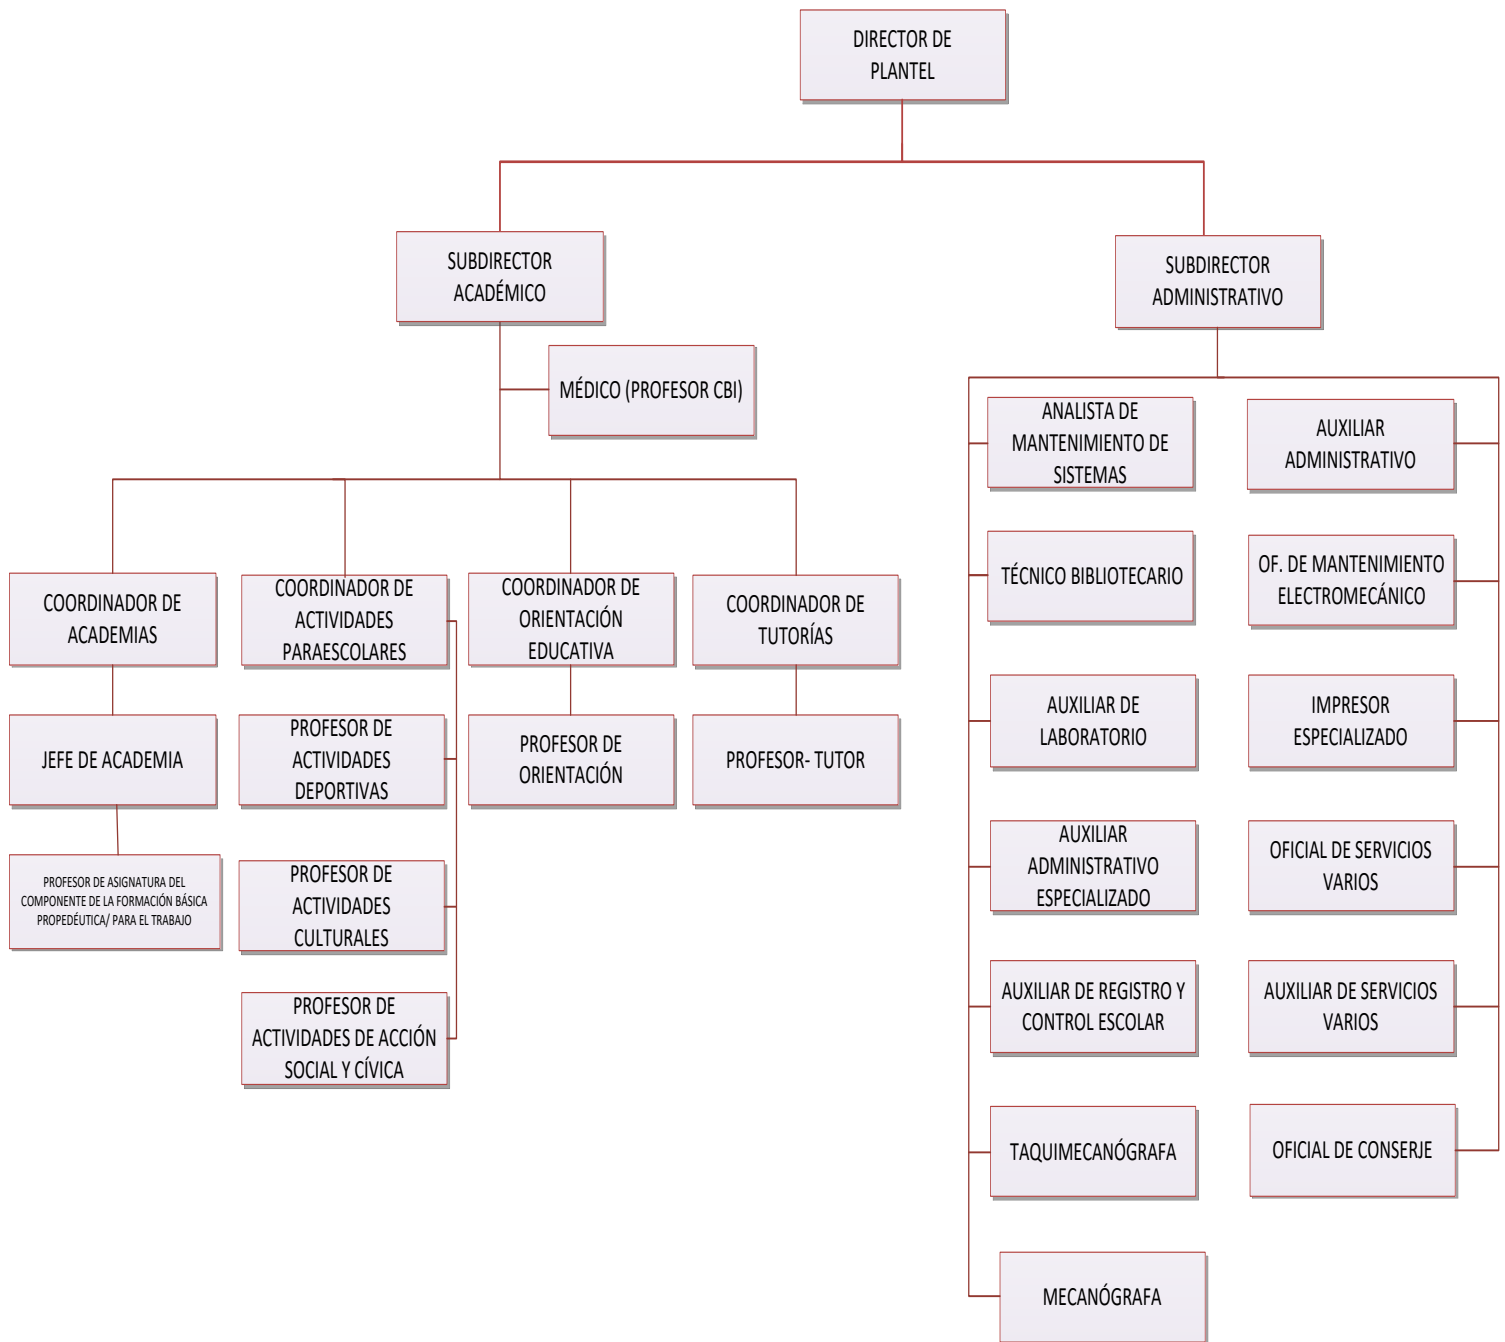 DIRECTOR DE
PLANTEL
SUBDIRECTOR
ACADÉMICO
MÉDICO (PROFESOR CBI)
COORDINADOR DE
ACADEMIAS
JEFE DE ACADEMIA
PROFESOR DE ASIGNATURA DEL
COMPONENTE DE LA FORMACIÓN BÁSICA
PROPEDÉUTICA/ PARA EL TRABAJO
COORDINADOR DE
ACTIVIDADES
PARAESCOLARES
PROFESOR DE
ACTIVIDADES
DEPORTIVAS
PROFESOR DE
ACTIVIDADES
CULTURALES
PROFESOR DE
ACTIVIDADES DE ACCIÓN
SOCIAL Y CÍVICA
COORDINADOR DE
ORIENTACIÓN
EDUCATIVA
PROFESOR DE
ORIENTACIÓN
COORDINADOR DE
TUTORÍAS
PROFESOR- TUTOR
SUBDIRECTOR
ADMINISTRATIVO
ANALISTA DE
MANTENIMIENTO DE
SISTEMAS
TÉCNICO BIBLIOTECARIO
AUXILIAR DE
LABORATORIO
AUXILIAR
ADMINISTRATIVO
ESPECIALIZADO
AUXILIAR DE REGISTRO Y
CONTROL ESCOLAR
TAQUIMECANÓGRAFA
MECANÓGRAFA
AUXILIAR
ADMINISTRATIVO
OF. DE MANTENIMIENTO
ELECTROMECÁNICO
IMPRESOR
ESPECIALIZADO
OFICIAL DE SERVICIOS
VARIOS
AUXILIAR DE SERVICIOS
VARIOS
OFICIAL DE CONSERJE